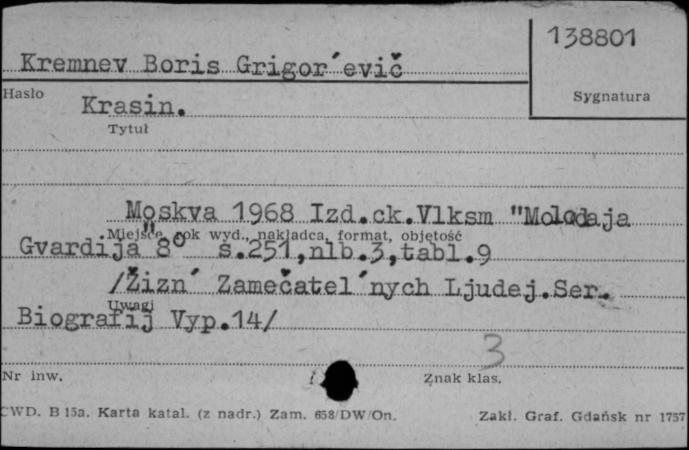 138801
Kremnev Boris Grigor´evič
Hasło
Sygnatura
Krasin.
Tytuł
Moskva 1968 Izd.ck.Vlksm "Molodaja
Miejsce, rok wyd., nakładca, format, objętość
Gvardija" 8° s.251,nlb.3,tabl.9
/Žizn´ Zamečatel´nych Ljudej.Ser.
Uwagi
Biografij Vyp.14/
3
Nr inw.
Znak klas.
CWD. B 15a. Karta katal. (z nadr.) Zam. 658/DW/On.
Zakł. Graf. Gdańsk nr 1757